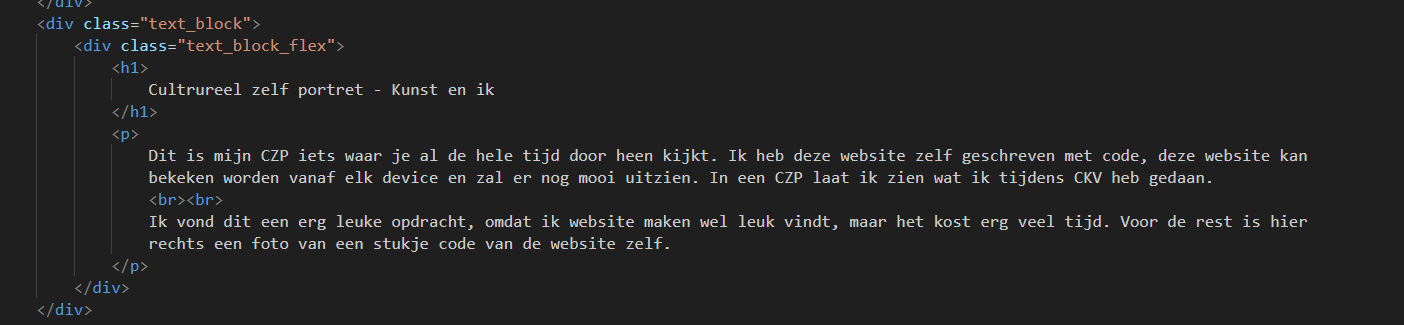 </div>
<div class="text_block">
<div class="text_block_flex">
<h1>
Cultrureel zelf portret - Kunst en ik
</h1>
<p>
Dit is mijn CZP iets waar je al de hele tijd door heen kijkt. Ik heb deze website zelf geschreven met code, deze website kan
bekeken worden vanaf elk device en zal er nog mooi uitzien. In een CZP laat ik zien wat ik tijdens CKV heb gedaan.
<br><br>
Ik vond dit een erg leuke opdracht, omdat ik website maken wel leuk vindt, maar het kost erg veel tijd. Voor de rest is hier
rechts een foto van een stukje code van de website zelf.
</p>
</div>
</div>